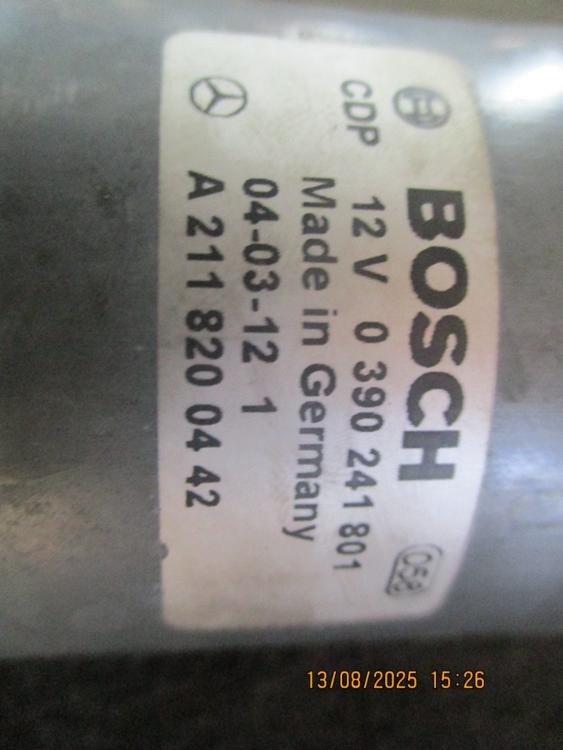 BOSCH 058
CDP 12 V 0 390 241 801
Made in Germany
04-03-12 1
A 211 820 04 42
13/08/2025 15:26